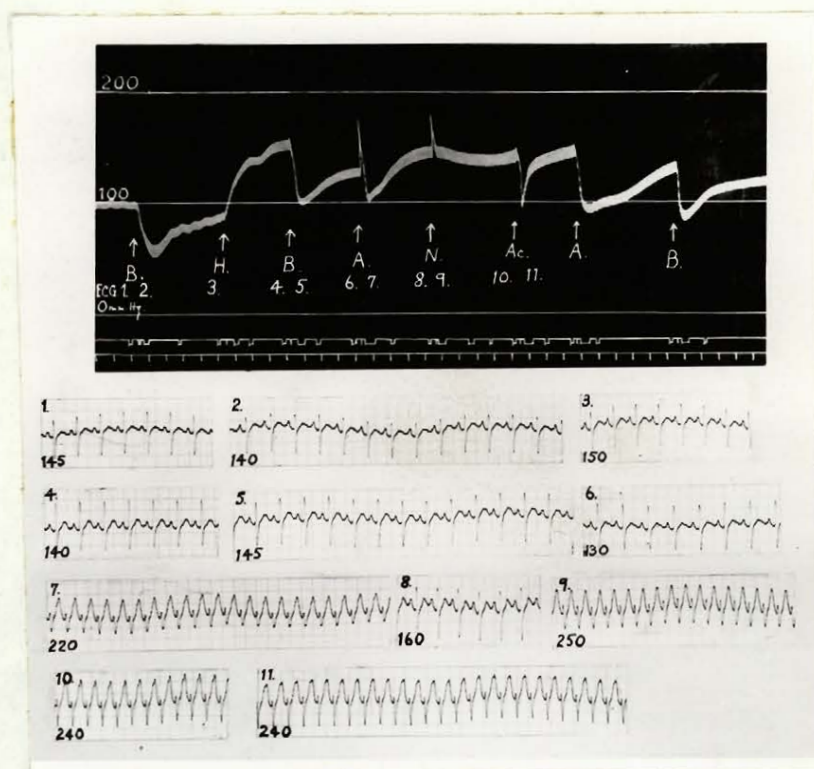 200
100
B. H. B. A. N. Ac. A. B.
ECG 1. 2. 3. 4. 5. 6. 7. 8. 9. 10. 11.
0 mm Hg.
1. 2. 3.
145 140 150
4. 5. 6.
140 145 130
7. 8. 9.
220 160 250
10. 11.
240 240